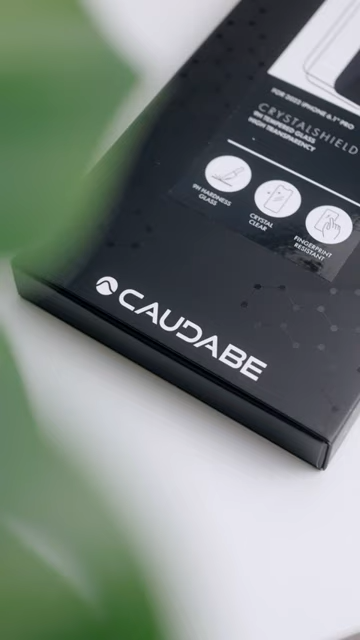 FOR 2022 IPHONE 6.1" PRO
CRYSTALSHIELD
9H TEMPERED GLASS
HIGH TRANSPARENCY
9H HARDNESS
GLASS
CRYSTAL
CLEAR
FINGERPRINT
RESISTANT
CAUDABE